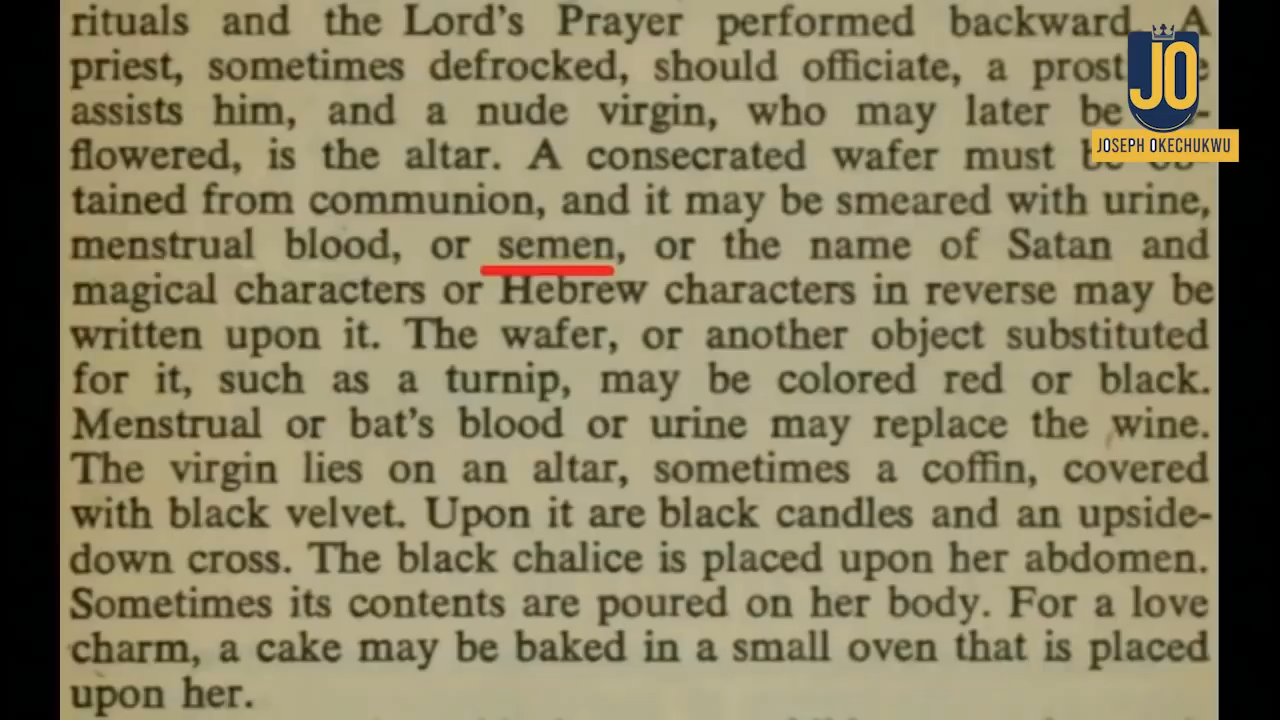 rituals and the Lord's Prayer performed backward. A
priest, sometimes defrocked, should officiate, a
assists him, and a nude virgin, who may later be
flowered, is the altar. A consecrated wafer must
tained from communion, and it may be smeared with urine,
menstrual blood, or semen, or the name of Satan and
magical characters or Hebrew characters in reverse may be
written upon it. The wafer, or another object substituted
for it, such as a turnip, may be colored red or black.
Menstrual or bat's blood or urine may replace the wine.
The virgin lies on an altar, sometimes a coffin, covered
with black velvet. Upon it are black candles and an upside-
down cross. The black chalice is placed upon her abdomen.
Sometimes its contents are poured on her body. For a love
charm, a cake may be baked in a small oven that is placed
upon her.
JO
JOSEPH OKECHUKWU